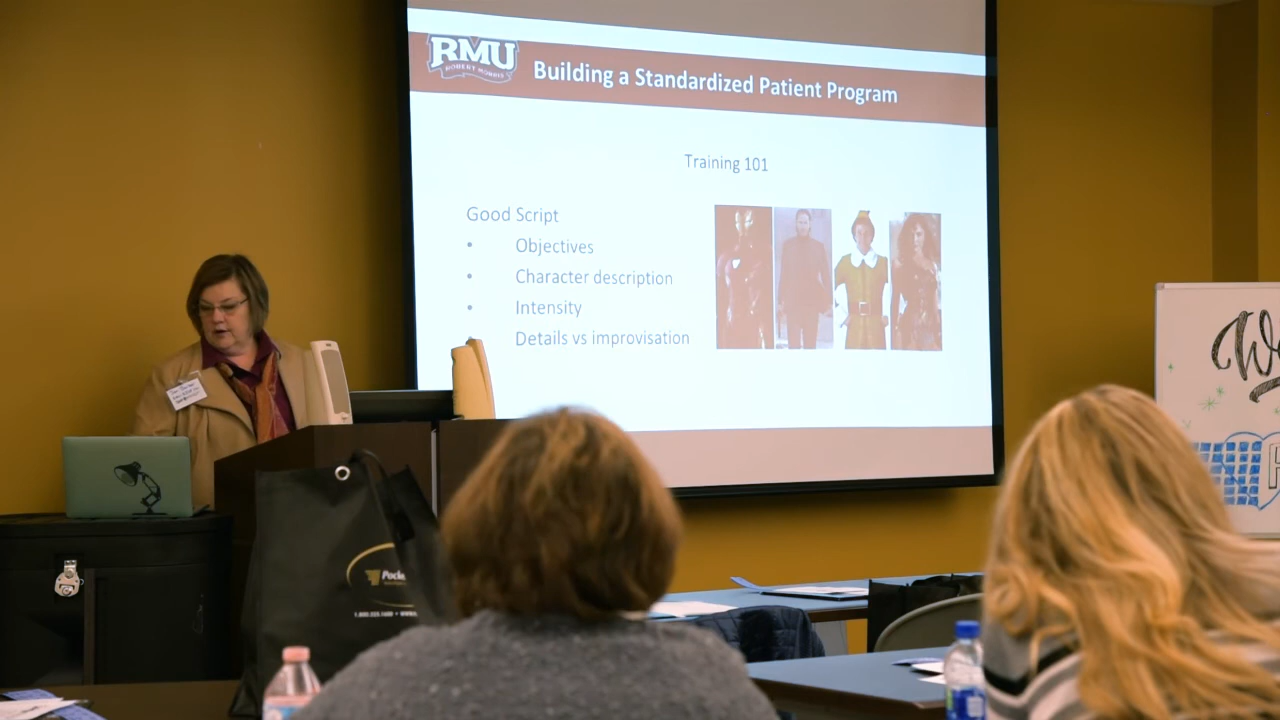 RMU
ROBERT MORRIS
Building a Standardized Patient Program
Training 101
Good Script
• Objectives
• Character description
• Intensity
• Details vs improvisation